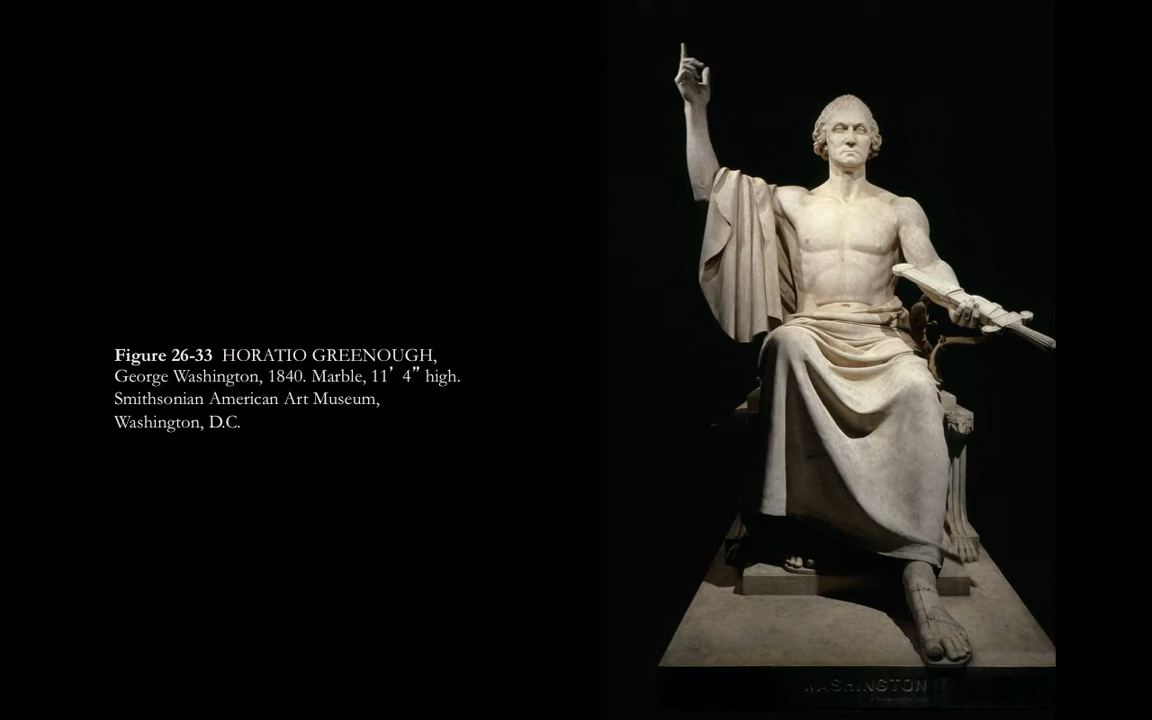 Figure 26-33 HORATIO GREENOUGH,
George Washington, 1840. Marble, 11’ 4” high.
Smithsonian American Art Museum,
Washington, D.C.
WASHINGTON